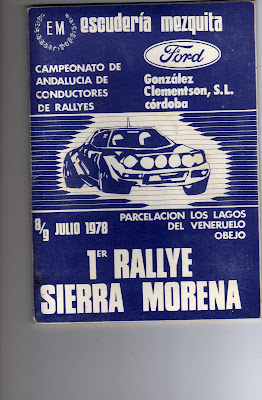 EM
escudería mezquita
CAMPEONATO DE
ANDALUCIA DE
CONDUCTORES
DE RALLYES
Ford
González
Clementson, S.L.
córdoba
8/9 JULIO 1978
PARCELACION LOS LAGOS
DEL VENERUELO
OBEJO
1ER RALLYE
SIERRA MORENA